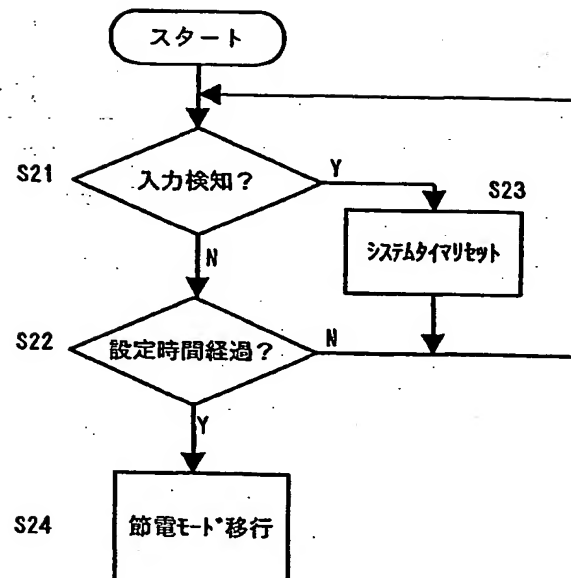 スタート
S21
入力検知？
Y
S23
システムタイマリセット
N
S22
設定時間経過？
N
Y
S24
節電モード移行